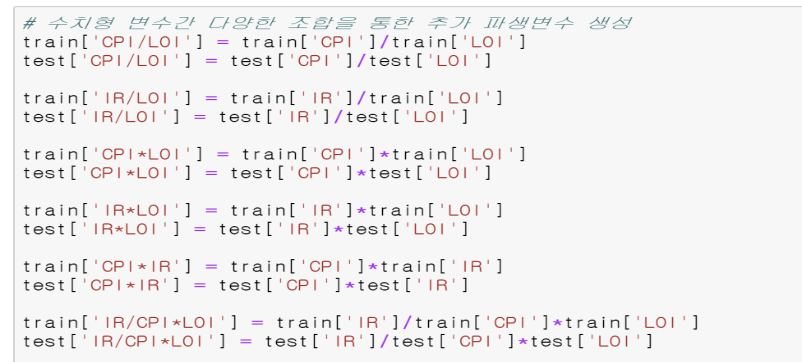 # 수치형 변수간 다양한 조합을 통한 추가 파생변수 생성
train['CPI/LOI'] = train['CPI']/train['LOI']
test['CPI/LOI'] = test['CPI']/test['LOI']
train['IR/LOI'] = train['IR']/train['LOI']
test['IR/LOI'] = test['IR']/test['LOI']
train['CPI*LOI'] = train['CPI']*train['LOI']
test['CPI*LOI'] = test['CPI']*test['LOI']
train['IR*LOI'] = train['IR']*train['LOI']
test['IR*LOI'] = test['IR']*test['LOI']
train['CPI*IR'] = train['CPI']*train['IR']
test['CPI*IR'] = test['CPI']*test['IR']
train['IR/CPI*LOI'] = train['IR']/train['CPI']*train['LOI']
test['IR/CPI*LOI'] = test['IR']/test['CPI']*test['LOI']